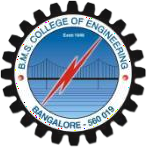 B.M.S. COLLEGE OF ENGINEERING
Estd-1946
BANGALORE - 560 019